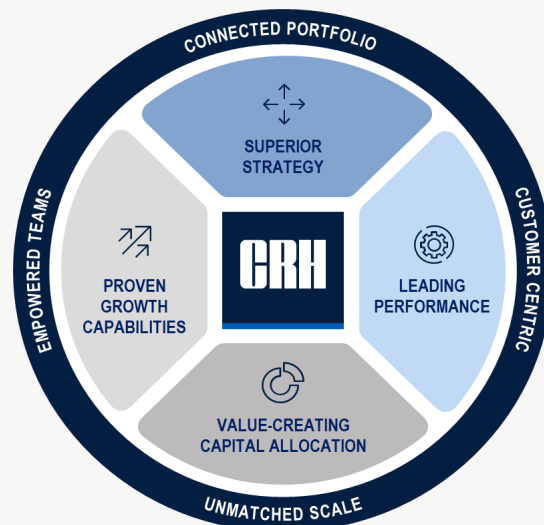 CONNECTED PORTFOLIO
SUPERIOR
STRATEGY
EMPOWERED TEAMS
PROVEN
GROWTH
CAPABILITIES
CRH
LEADING
PERFORMANCE
CUSTOMER CENTRIC
VALUE-CREATING
CAPITAL ALLOCATION
UNMATCHED SCALE